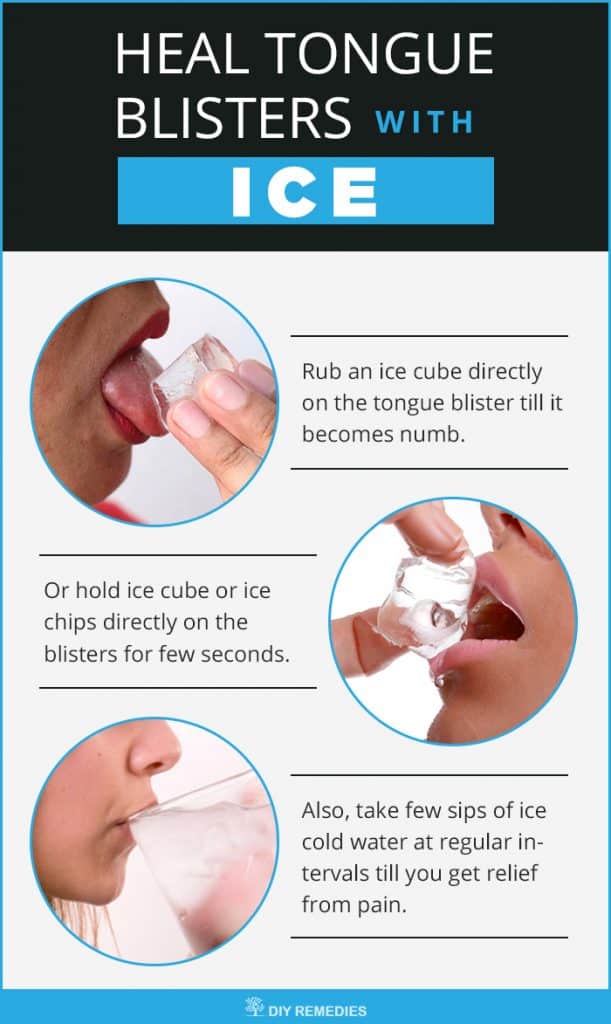 HEAL TONGUE
BLISTERS WITH
ICE
Rub an ice cube directly
on the tongue blister till it
becomes numb.
Or hold ice cube or ice
chips directly on the
blisters for few seconds.
Also, take few sips of ice
cold water at regular in-
tervals till you get relief
from pain.
DIY REMEDIES